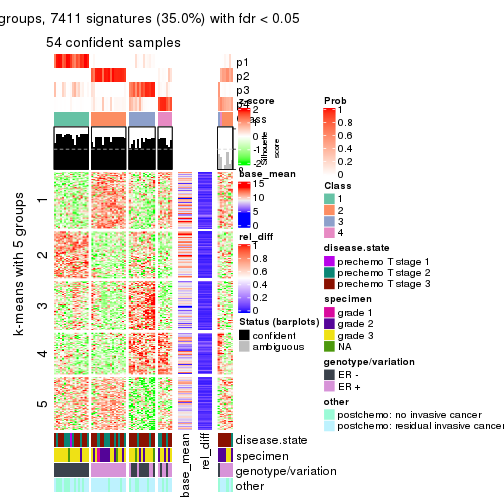 groups, 7411 signatures (35.0%) with fdr < 0.05
54 confident samples
p1
p2
p3
p4
z-score
2
1
0
-1
-2
Silhouette
score
base_mean
15
10
5
0
rel_diff
1
0.8
0.6
0.4
0.2
0
Status (barplots)
confident
ambiguous
Prob
1
0.8
0.6
0.4
0.2
0
Class
1
2
3
4
disease.state
prechemo T stage 1
prechemo T stage 2
prechemo T stage 3
specimen
grade 1
grade 2
grade 3
NA
genotype/variation
ER -
ER +
other
postchemo: no invasive cancer
postchemo: residual invasive cancer
k-means with 5 groups
1
2
3
4
5
base_mean
rel_diff
disease.state
specimen
genotype/variation
other